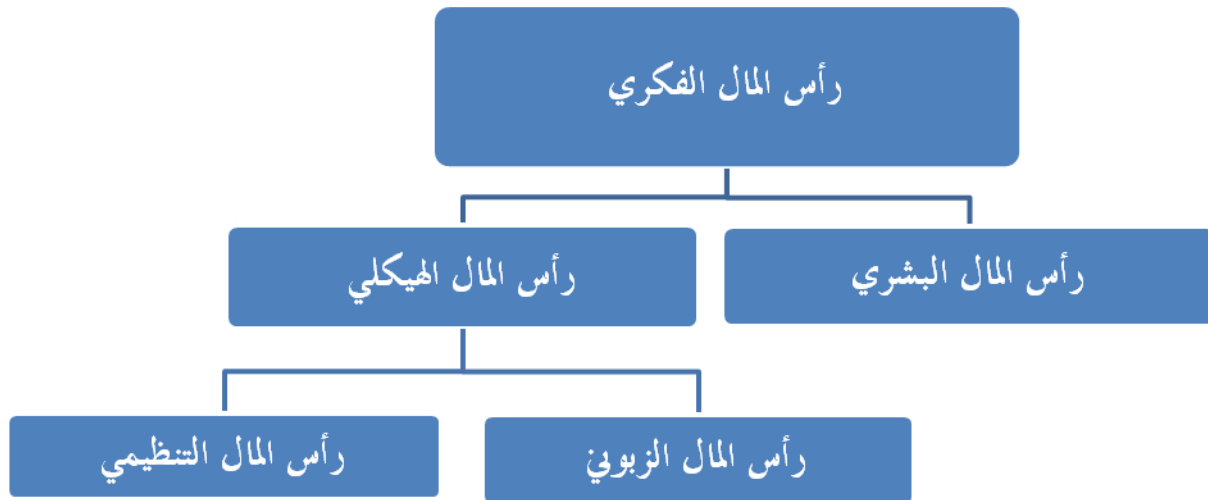 رأس المال الفكري
رأس المال البشري
رأس المال الهيكلي
رأس المال الزبوني
رأس المال التنظيمي